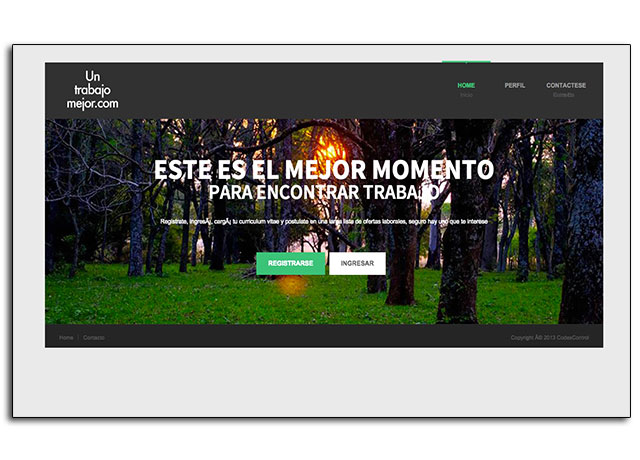 Un
trabajo
mejor.com
HOME
PERFIL
CONTACTESE
Inicio
ESTE ES EL MEJOR MOMENTO
PARA ENCONTRAR TRABAJO
Registrate, ingresÃ¡, cargÃ¡ tu curriculum vitae y postulate en una larga lista de ofertas laborales, seguro hay uno que te interese
REGISTRARSE
INGRESAR
Home | Contacto
Copyright Â© 2013